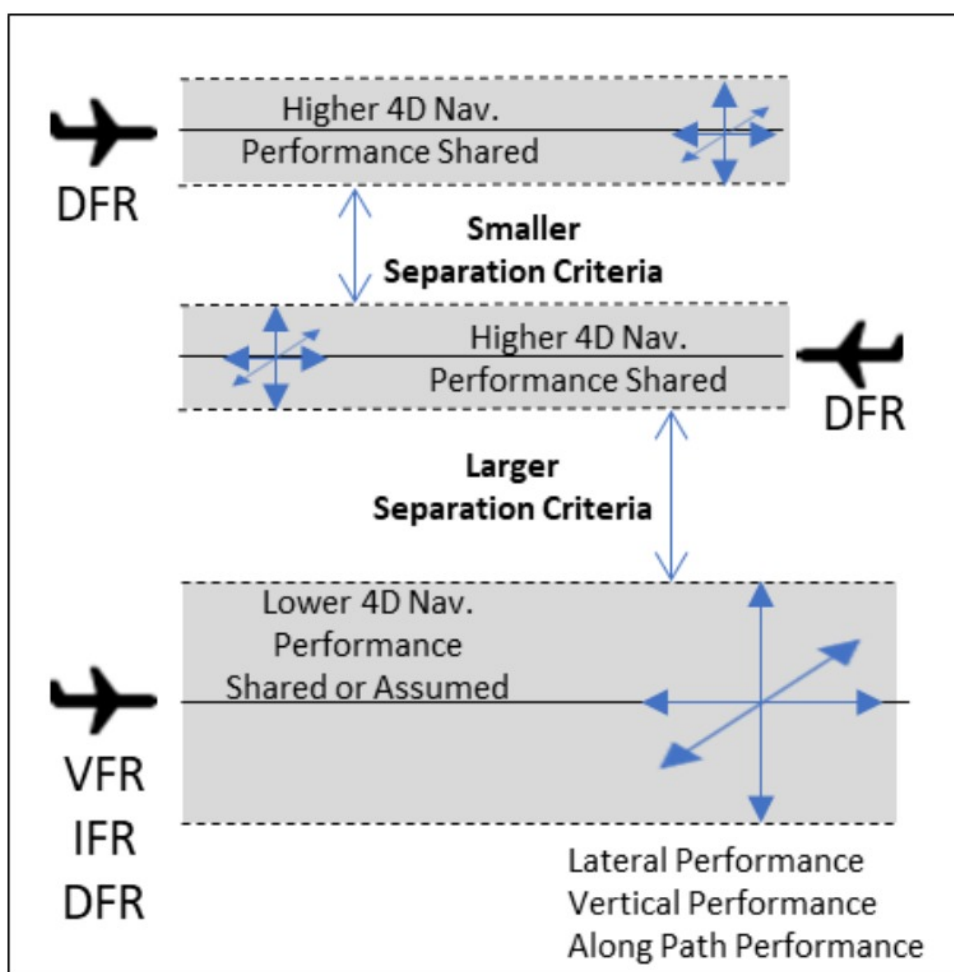 Higher 4D Nav.
Performance Shared
DFR
Smaller
Separation Criteria
Higher 4D Nav.
Performance Shared
DFR
Larger
Separation Criteria
Lower 4D Nav.
Performance
Shared or Assumed
VFR
IFR
DFR
Lateral Performance
Vertical Performance
Along Path Performance